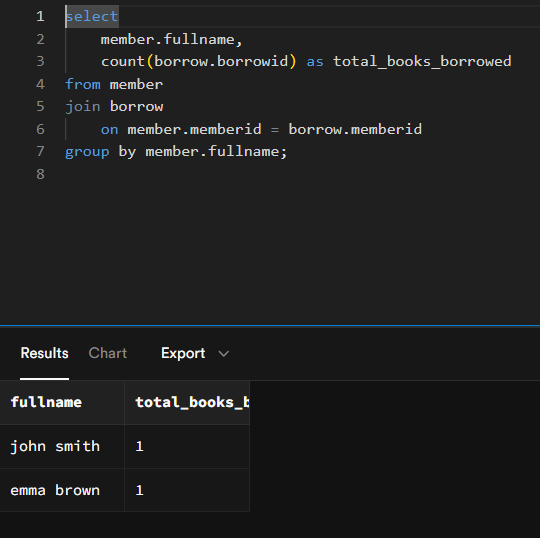 1 select
2 member.fullname,
3 count(borrow.borrowid) as total_books_borrowed
4 from member
5 join borrow
6 on member.memberid = borrow.memberid
7 group by member.fullname;
8
Results Chart Export
fullname total_books_b
john smith 1
emma brown 1